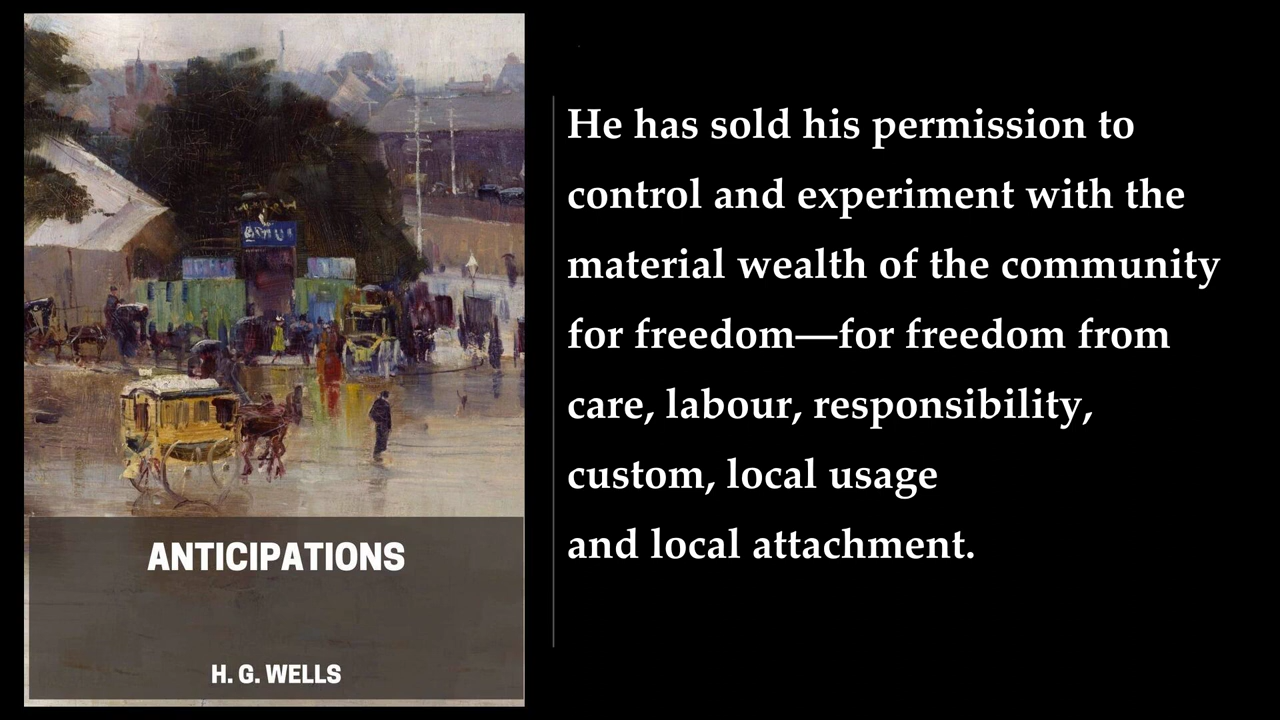 ANTICIPATIONS
H. G. WELLS
He has sold his permission to
control and experiment with the
material wealth of the community
for freedom—for freedom from
care, labour, responsibility,
custom, local usage
and local attachment.